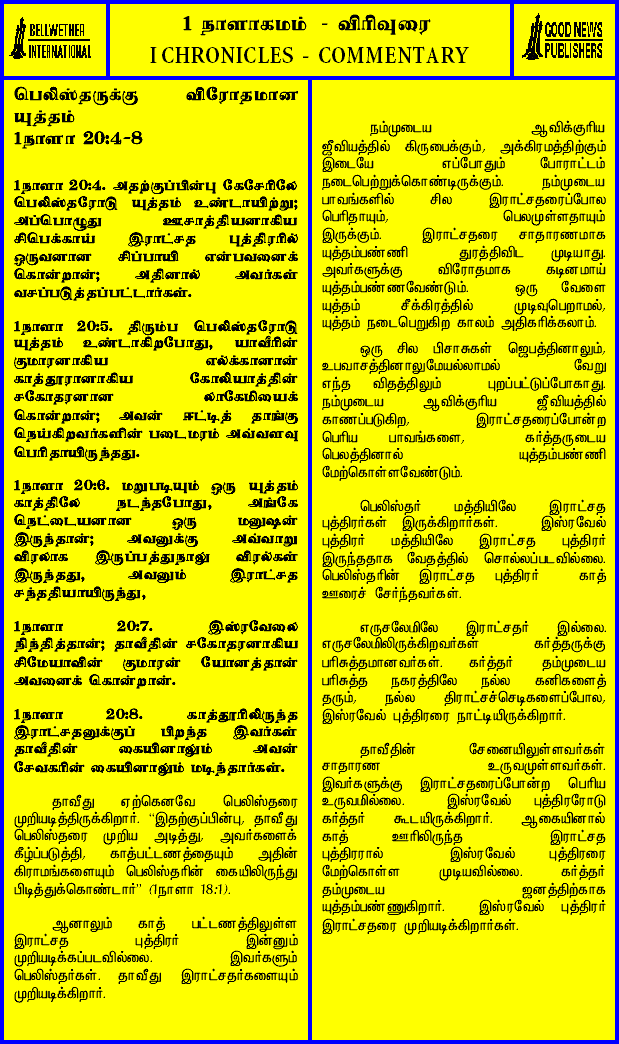 BELLWETHER
INTERNATIONAL
1 நாளாகமம் - விரிவுரை
I CHRONICLES - COMMENTARY
GOOD NEWS
PUBLISHERS
பெலிஸ்தருக்கு விரோதமான
யுத்தம்
1நாளா 20:4-8
1நாளா 20:4. அதற்குப்பின்பு கேசேரிலே
பெலிஸ்தரோடு யுத்தம் உண்டாயிற்று;
அப்பொழுது ஊசாத்தியனாகிய
சிபெக்காய் இராட்சத புத்திரரில்
ஒருவனான சிப்பாயி என்பவனைக்
கொன்றான்; அதினால் அவர்கள்
வசப்படுத்தப்பட்டார்கள்.
1நாளா 20:5. திரும்ப பெலிஸ்தரோடு
யுத்தம் உண்டாகிறபோது, யாவீரின்
குமாரனாகிய எல்க்கானான்
காத்தூரானாகிய கோலியாத்தின்
சகோதரனான லாகேமியைக்
கொன்றான்; அவன் ஈட்டித் தாங்கு
நெய்கிறவர்களின் படைமரம் அவ்வளவு
பெரிதாயிருந்தது.
1நாளா 20:6. மறுபடியும் ஒரு யுத்தம்
காத்திலே நடந்தபோது, அங்கே
நெட்டையனான ஒரு மனுஷன்
இருந்தான்; அவனுக்கு அவ்வாறு
விரலாக இருப்பத்துநாலு விரல்கள்
இருந்தது, அவனும் இராட்சத
சந்ததியாயிருந்து,
1நாளா 20:7. இஸ்ரவேலை
நிந்தித்தான்; தாவீதின் சகோதரனாகிய
சிமேயாவின் குமாரன் யோனத்தான்
அவனைக் கொன்றான்.
1நாளா 20:8. காத்தூரிலிருந்த
இராட்சதனுக்குப் பிறந்த இவர்கள்
தாவீதின் கையினாலும் அவன்
சேவகரின் கையினாலும் மடிந்தார்கள்.
தாவீது ஏற்கெனவே பெலிஸ்தரை
முறியடித்திருக்கிறார். “இதற்குப்பின்பு, தாவீது
பெலிஸ்தரை முறிய அடித்து, அவர்களைக்
கீழ்ப்படுத்தி, காத்பட்டணத்தையும் அதின்
கிராமங்களையும் பெலிஸ்தரின் கையிலிருந்து
பிடித்துக்கொண்டார்” (1நாளா 18:1).
ஆனாலும் காத் பட்டணத்திலுள்ள
இராட்சத புத்திரர் இன்னும்
முறியடிக்கப்படவில்லை. இவர்களும்
பெலிஸ்தர்கள். தாவீது இராட்சதர்களையும்
முறியடிக்கிறார்.
நம்முடைய ஆவிக்குரிய
ஜீவியத்தில் கிருபைக்கும், அக்கிரமத்திற்கும்
இடையே எப்போதும் போராட்டம்
நடைபெற்றுக்கொண்டிருக்கும். நம்முடைய
பாவங்களில் சில இராட்சதரைப்போல
பெரிதாயும், பெலமுள்ளதாயும்
இருக்கும். இராட்சதரை சாதாரணமாக
யுத்தம்பண்ணி துரத்திவிட முடியாது.
அவர்களுக்கு விரோதமாக கடினமாய்
யுத்தம்பண்ணவேண்டும். ஒரு வேளை
யுத்தம் சீக்கிரத்தில் முடிவுபெறாமல்,
யுத்தம் நடைபெறுகிற காலம் அதிகரிக்கலாம்.
ஒரு சில பிசாசுகள் ஜெபத்தினாலும்,
உபவாசத்தினாலுமேயல்லாமல் வேறு
எந்த விதத்திலும் புறப்பட்டுப்போகாது.
நம்முடைய ஆவிக்குரிய ஜீவியத்தில்
காணப்படுகிற, இராட்சதரைப்போன்ற
பெரிய பாவங்களை, கர்த்தருடைய
பெலத்தினால் யுத்தம்பண்ணி
மேற்கொள்ளவேண்டும்.
பெலிஸ்தர் மத்தியிலே இராட்சத
புத்திரர்கள் இருக்கிறார்கள். இஸ்ரவேல்
புத்திரர் மத்தியிலே இராட்சத புத்திரர்
இருந்ததாக வேதத்தில் சொல்லப்படவில்லை.
பெலிஸ்தரின் இராட்சத புத்திரர் காத்
ஊரைச் சேர்ந்தவர்கள்.
எருசலேமிலே இராட்சதர் இல்லை.
எருசலேமிலிருக்கிறவர்கள் கர்த்தருக்கு
பரிசுத்தமானவர்கள். கர்த்தர் தம்முடைய
பரிசுத்த நகரத்திலே நல்ல கனிகளைத்
தரும், நல்ல திராட்சச்செடிகளைப்போல,
இஸ்ரவேல் புத்திரரை நாட்டியிருக்கிறார்.
தாவீதின் சேனையிலுள்ளவர்கள்
சாதாரண உருவமுள்ளவர்கள்.
இவர்களுக்கு இராட்சதரைப்போன்ற பெரிய
உருவமில்லை. இஸ்ரவேல் புத்திரரோடு
கர்த்தர் கூடயிருக்கிறார். ஆகையினால்
காத் ஊரிலிருந்த இராட்சத
புத்திரரால் இஸ்ரவேல் புத்திரரை
மேற்கொள்ள முடியவில்லை. கர்த்தர்
தம்முடைய ஜனத்திற்காக
யுத்தம்பண்ணுகிறார். இஸ்ரவேல் புத்திரர்
இராட்சதரை முறியடிக்கிறார்கள்.